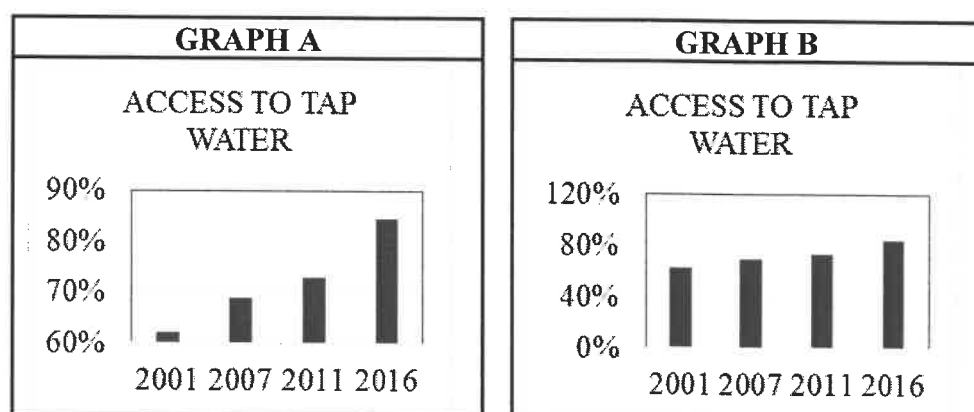 GRAPH A
ACCESS TO TAP
WATER
90%
80%
70%
60%
2001 2007 2011 2016
GRAPH B
ACCESS TO TAP
WATER
120%
80%
40%
0%
2001 2007 2011 2016